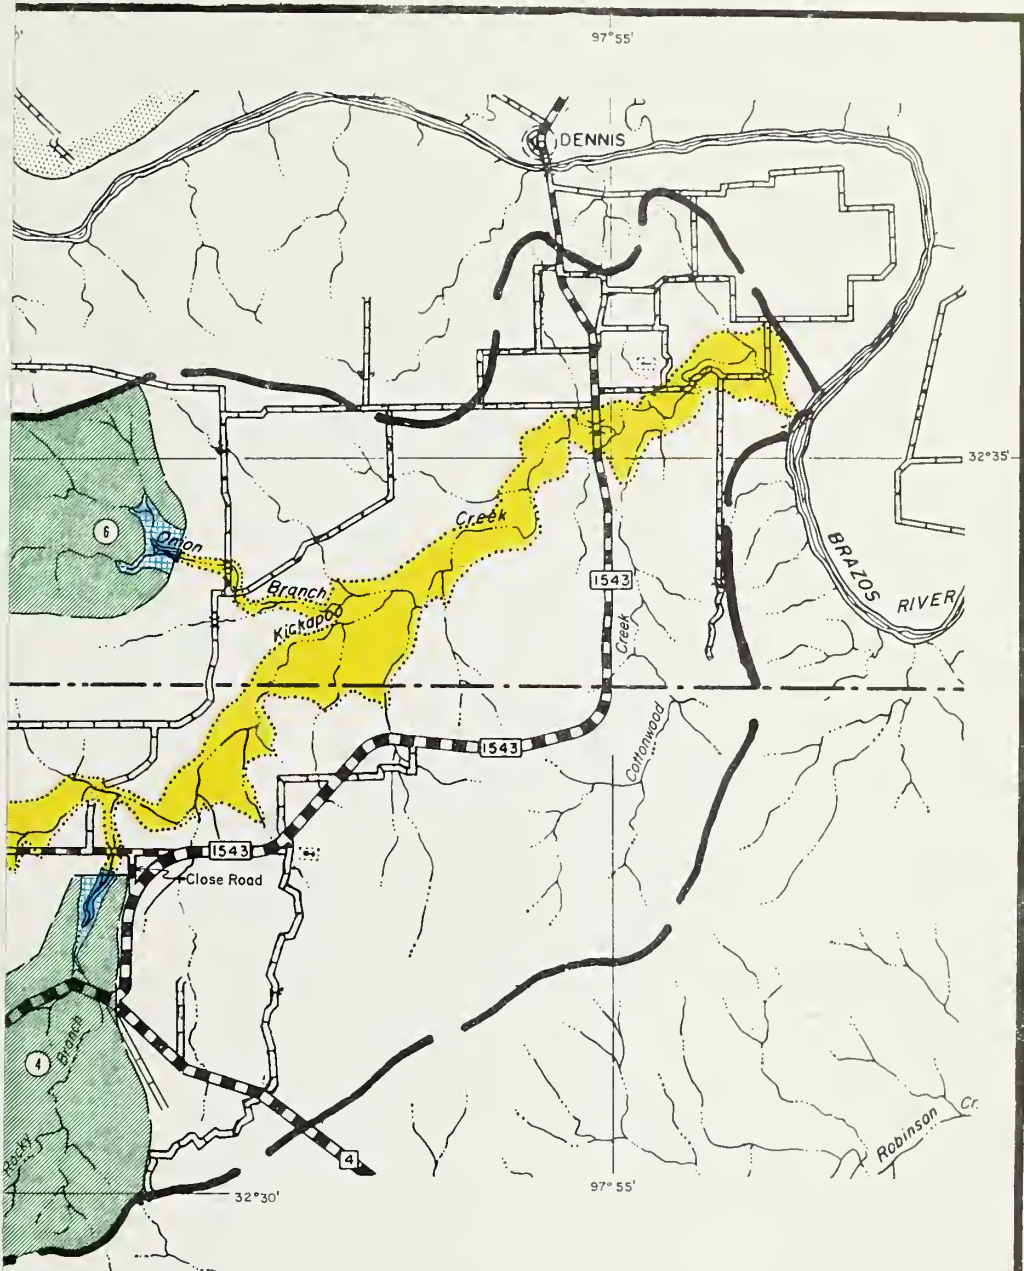 97°55'
DENNIS
32°35'
Creek
6
Onion
Branch
1543
BRAZOS
RIVER
Kickapo
Creek
1543
Cottonwood
1543
Close Road
Branch
4
Robinson
Cr.
Rocky
4
32°30'
97°55'